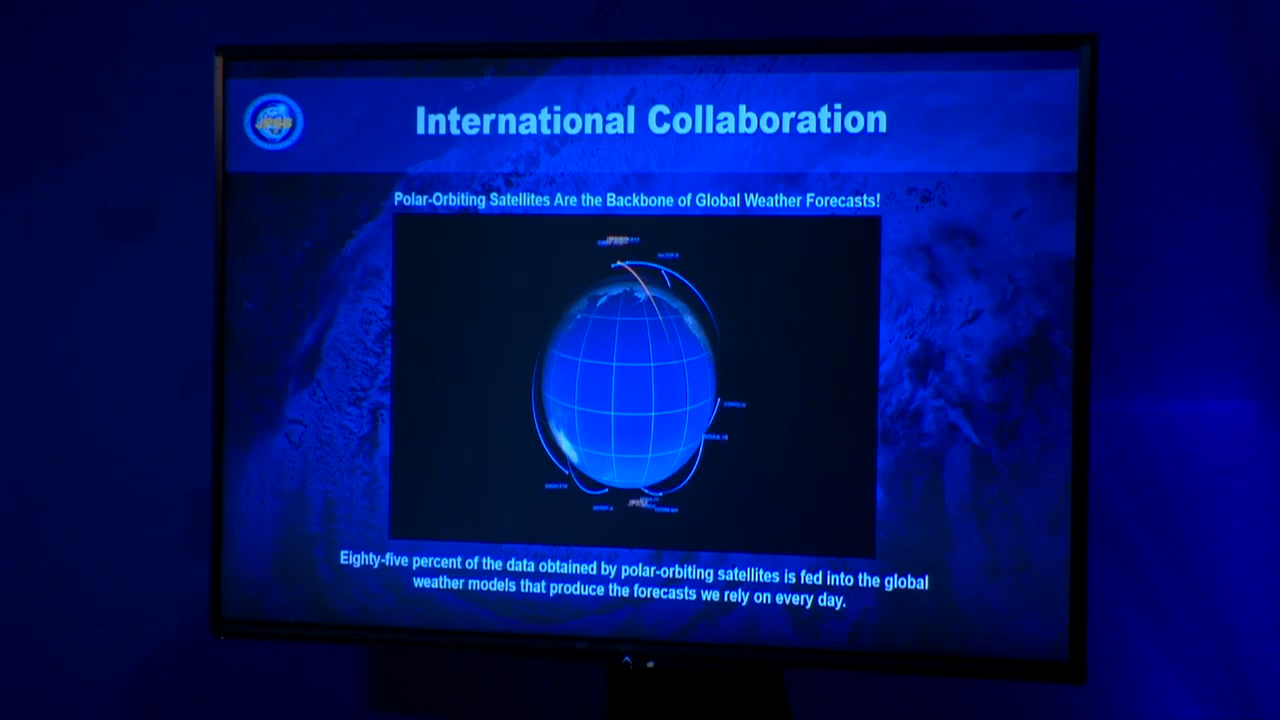 JPSS
International Collaboration
Polar-Orbiting Satellites Are the Backbone of Global Weather Forecasts!
Eighty-five percent of the data obtained by polar-orbiting satellites is fed into the global
weather models that produce the forecasts we rely on every day.